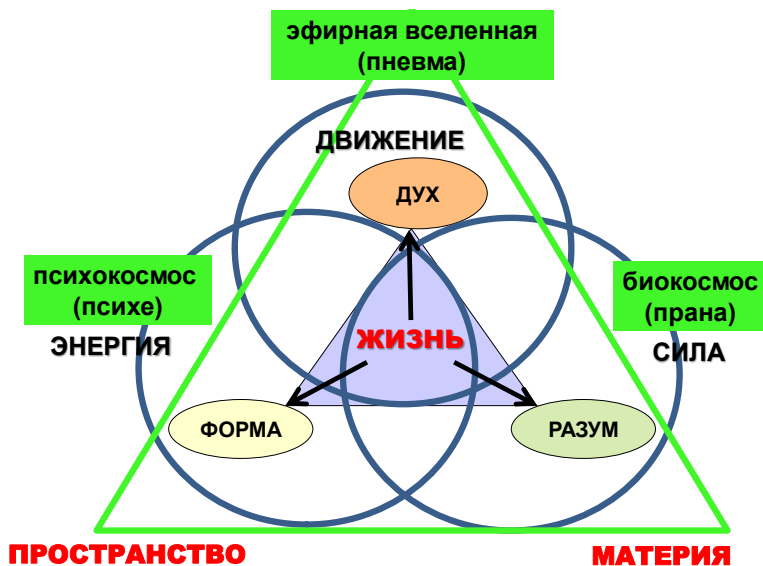 эфирная вселенная
(пневма)
ДВИЖЕНИЕ
ДУХ
психокосмос
(психе)
ЭНЕРГИЯ
биокосмос
(прана)
СИЛА
жизнь
ФОРМА
РАЗУМ
ПРОСТРАНСТВО
МАТЕРИЯ